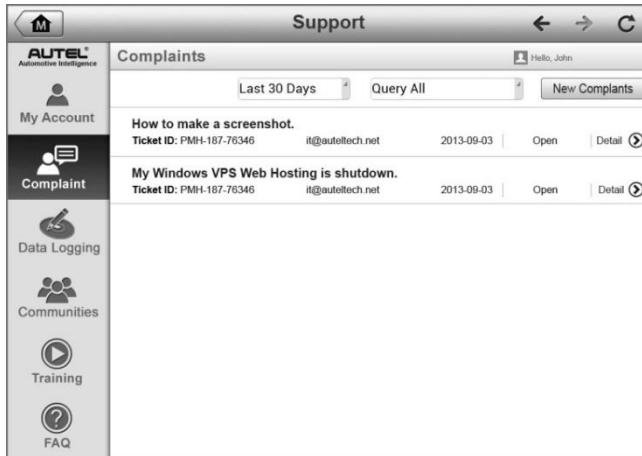 M
Support
AUTEL®
Automotive Intelligence
Complaints
Hello, John
Last 30 Days
Query All
New Complants
My Account
How to make a screenshot.
Ticket ID: PMH-187-76346 it@auteltech.net 2013-09-03 Open Detail
Complaint
My Windows VPS Web Hosting is shutdown.
Ticket ID: PMH-187-76346 it@auteltech.net 2013-09-03 Open Detail
Data Logging
Communities
Training
?
FAQ